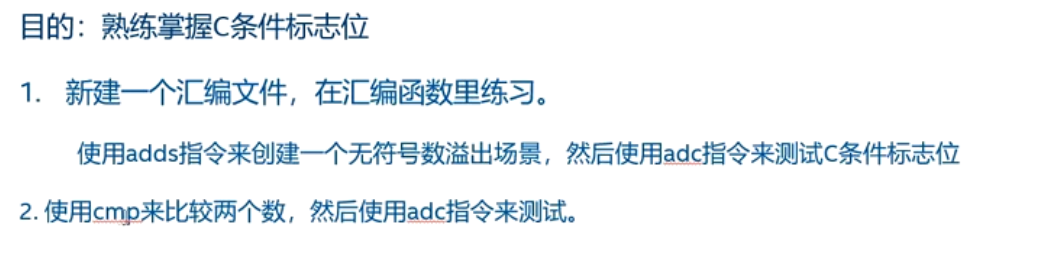 目的：熟练掌握C条件标志位
1. 新建一个汇编文件，在汇编函数里练习。
使用adds指令来创建一个无符号数溢出场景，然后使用adc指令来测试C条件标志位
2. 使用cmp来比较两个数，然后使用adc指令来测试。